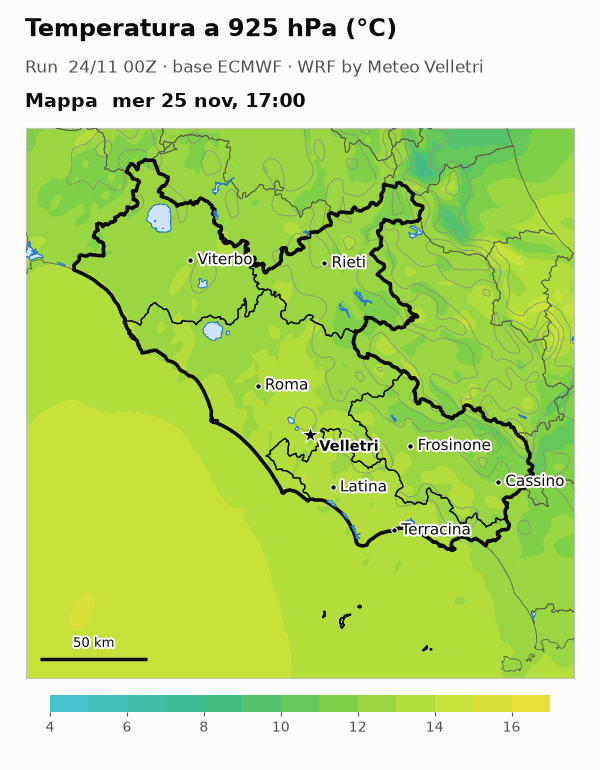 Temperatura a 925 hPa (°C)
Run  24/11 00Z · base ECMWF · WRF by Meteo Velletri
Mappa  mer 25 nov, 17:00
Viterbo
Rieti
Roma
Velletri
Frosinone
Latina
Cassino
Terracina
50 km
4 6 8 10 12 14 16